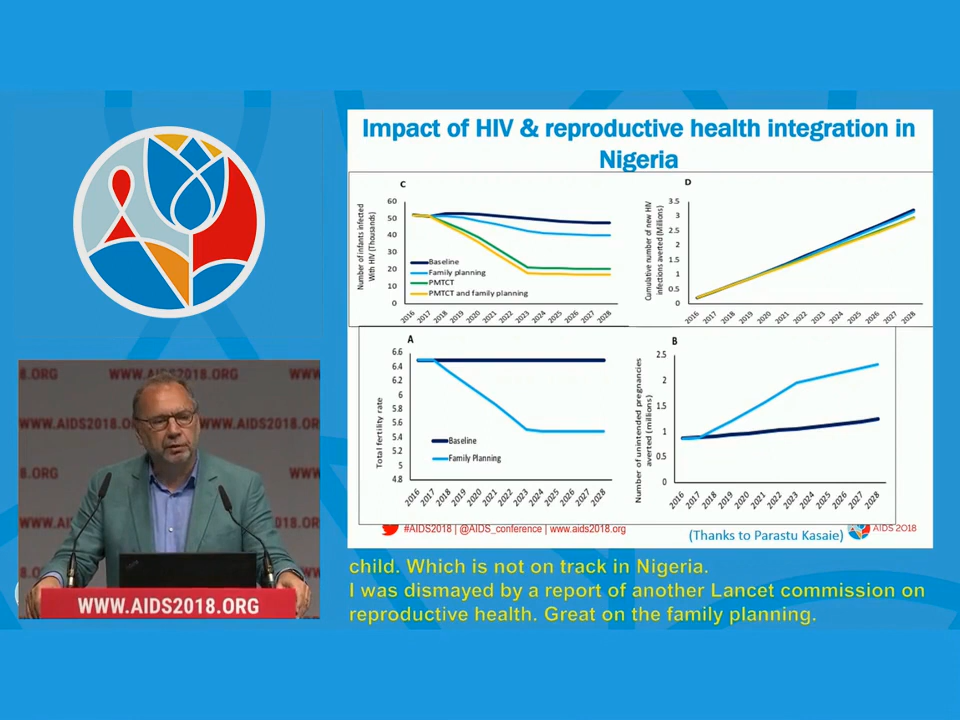 Impact of HIV & reproductive health integration in
Nigeria
C
Number of infants infected
With HIV (Thousands)
60
50
40
30
20
10
0
Baseline
Family planning
PMTCT
PMTCT and family planning
2016 2017 2018 2019 2020 2021 2022 2023 2024 2025 2026 2027 2028
D
Cumulative number of new HIV
infections averted (Millions)
3.5
3
2.5
2
1.5
1
0.5
0
2016 2017 2018 2019 2020 2021 2022 2023 2024 2025 2026 2027 2028
A
Total fertility rate
6.6
6.4
6.2
6
5.8
5.6
5.4
5.2
5
4.8
Baseline
Family Planning
2016 2017 2018 2019 2020 2021 2022 2023 2024 2025 2026 2027 2028
B
Number of unintended pregnancies
averted (millions)
2.5
2
1.5
1
0.5
0
2016 2017 2018 2019 2020 2021 2022 2023 2024 2025 2026 2027 2028
#AIDS2018 | @AIDS_conference | www.aids2018.org
(Thanks to Parastu Kasaie)
AIDS 2018
child. Which is not on track in Nigeria.
I was dismayed by a report of another Lancet commission on
reproductive health. Great on the family planning.
8.ORG WWW.AIDS2018.ORG WWW
WWW.AIDS2018.O
WW.AIDS2018.ORG
WWW.AIDS2018.ORG